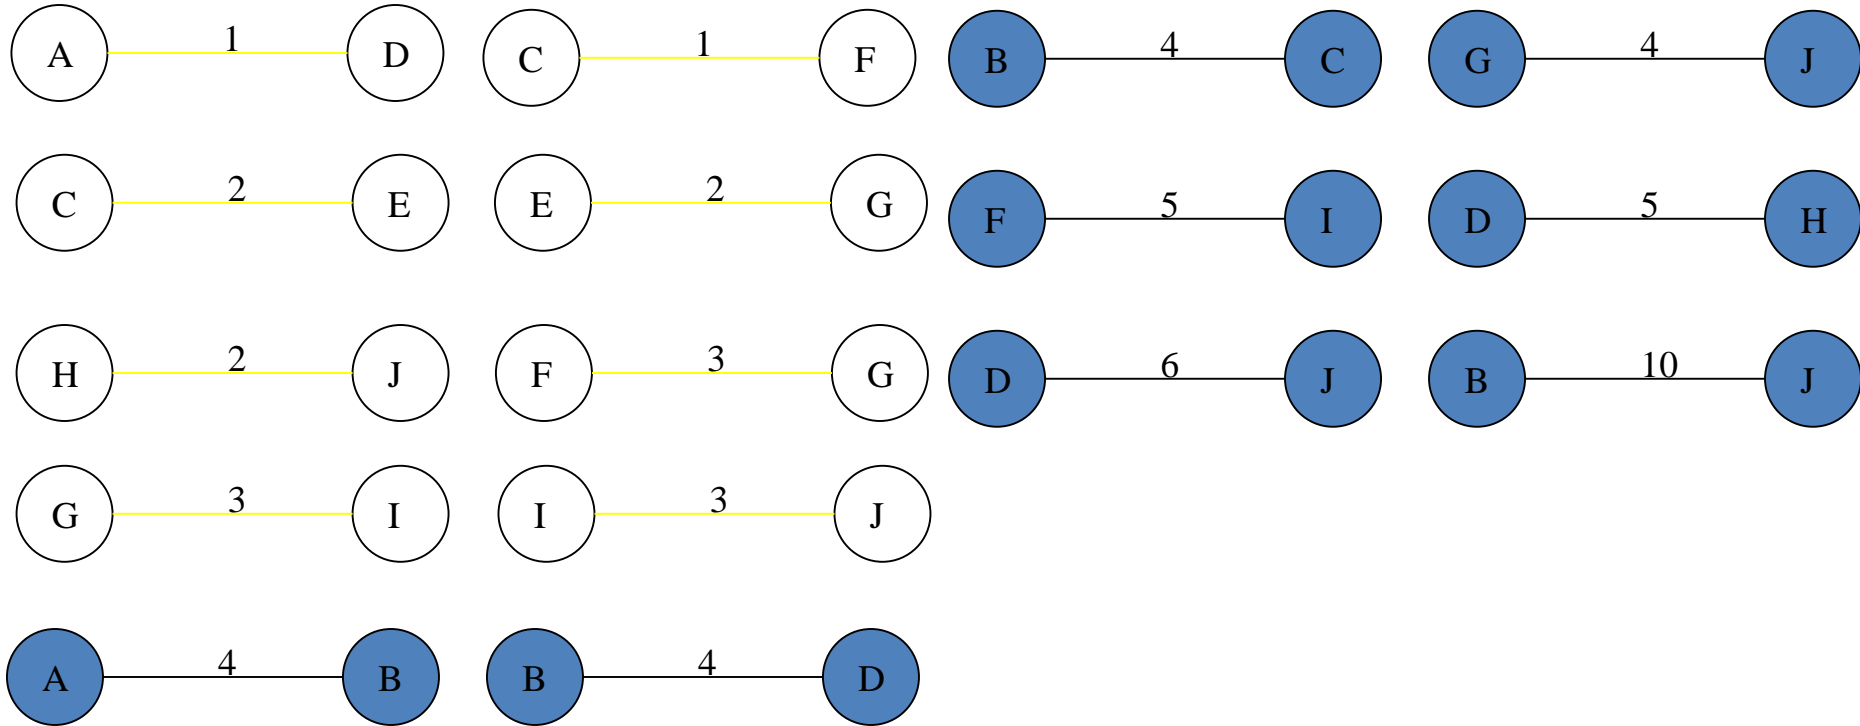 A 1 D C 1 F B 4 C G 4 J
C 2 E E 2 G F 5 I D 5 H
H 2 J F 3 G D 6 J B 10 J
G 3 I I 3 J
A 4 B B 4 D